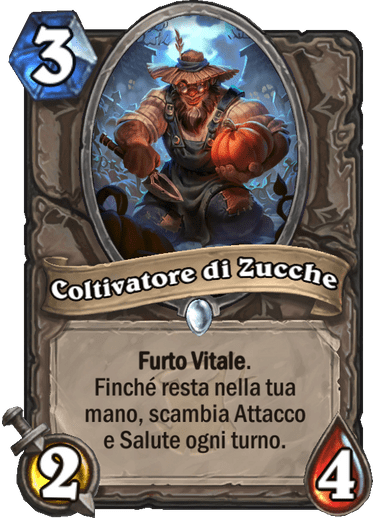 3
Coltivatore di Zucche
Furto Vitale.
Finché resta nella tua
mano, scambia Attacco
e Salute ogni turno.
2
4